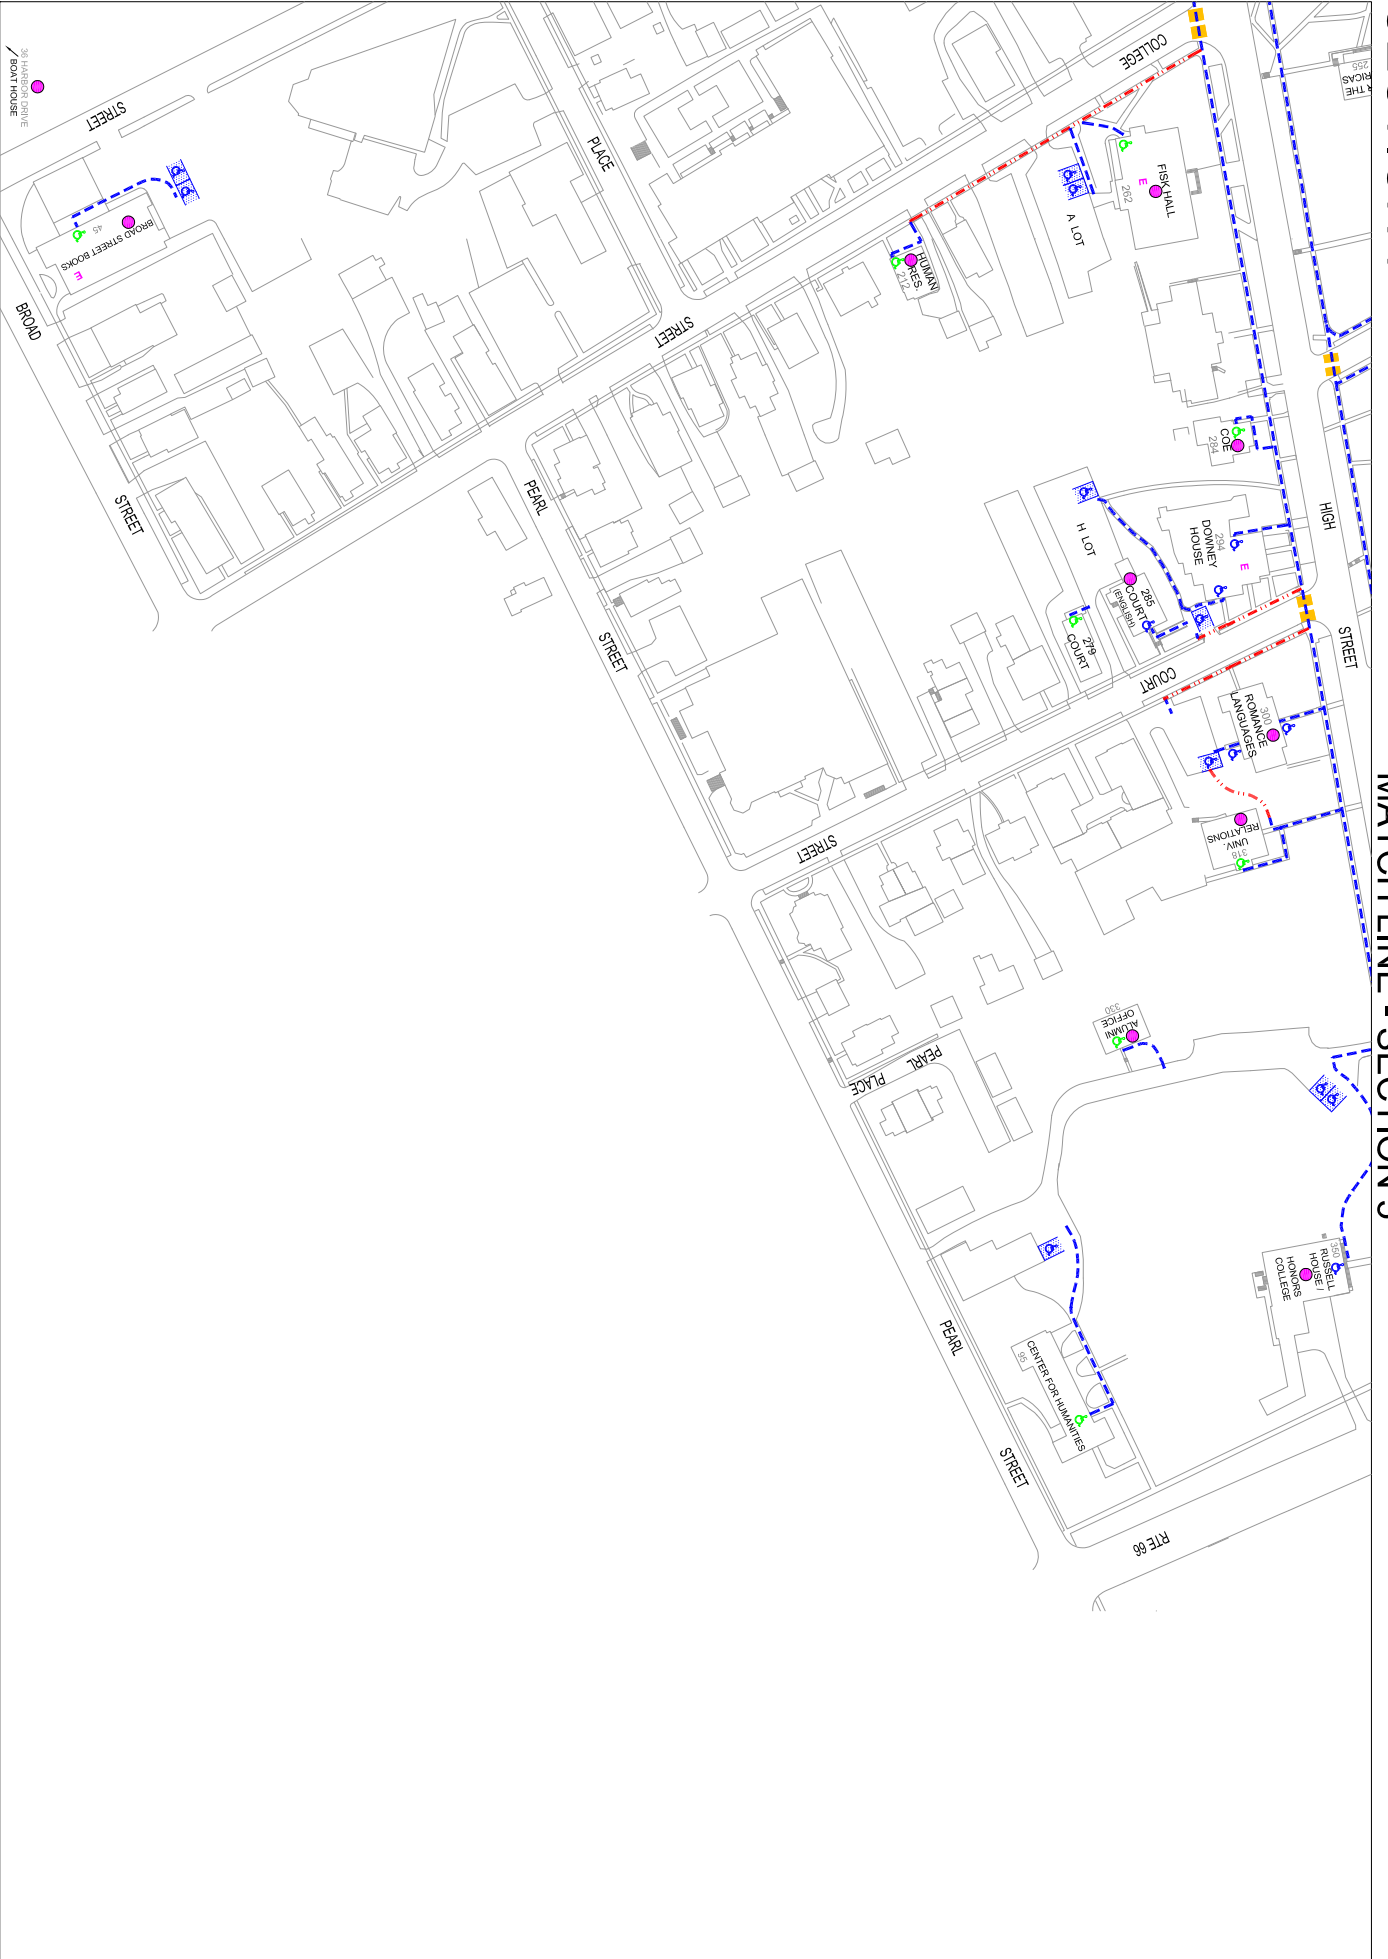 MATCH LINE - SECTION 3
255
R THE
RICAS
COLLEGE
STREET
PLACE
36 HARBOR DRIVE
BOAT HOUSE
STREET
BROAD STREET BOOKS
45
E
BROAD
STREET
FISK HALL
E
262
A LOT
HUMAN
RES.
212
COE
284
HIGH
STREET
294
DOWNEY
HOUSE
E
H LOT
285
COURT
(ENGLISH)
279
COURT
COURT
STREET
PEARL
STREET
300
ROMANCE
LANGUAGES
UNIV.
RELATIONS
318
ALUMNI
OFFICE
330
PEARL
PLACE
350
RUSSELL
HOUSE /
HONORS
COLLEGE
PEARL
STREET
CENTER FOR HUMANITIES
95
RTE 66